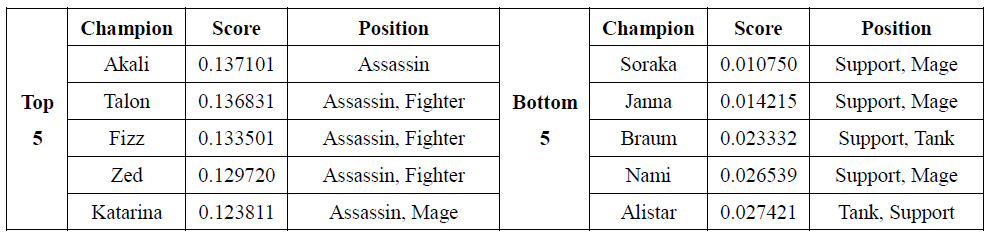 Champion Score Position Champion Score Position
Akali 0.137101 Assassin Soraka 0.010750 Support, Mage
Top Talon 0.136831 Assassin, Fighter Bottom Janna 0.014215 Support, Mage
5 Fizz 0.133501 Assassin, Fighter 5 Braum 0.023332 Support, Tank
Zed 0.129720 Assassin, Fighter Nami 0.026539 Support, Mage
Katarina 0.123811 Assassin, Mage Alistar 0.027421 Tank, Support